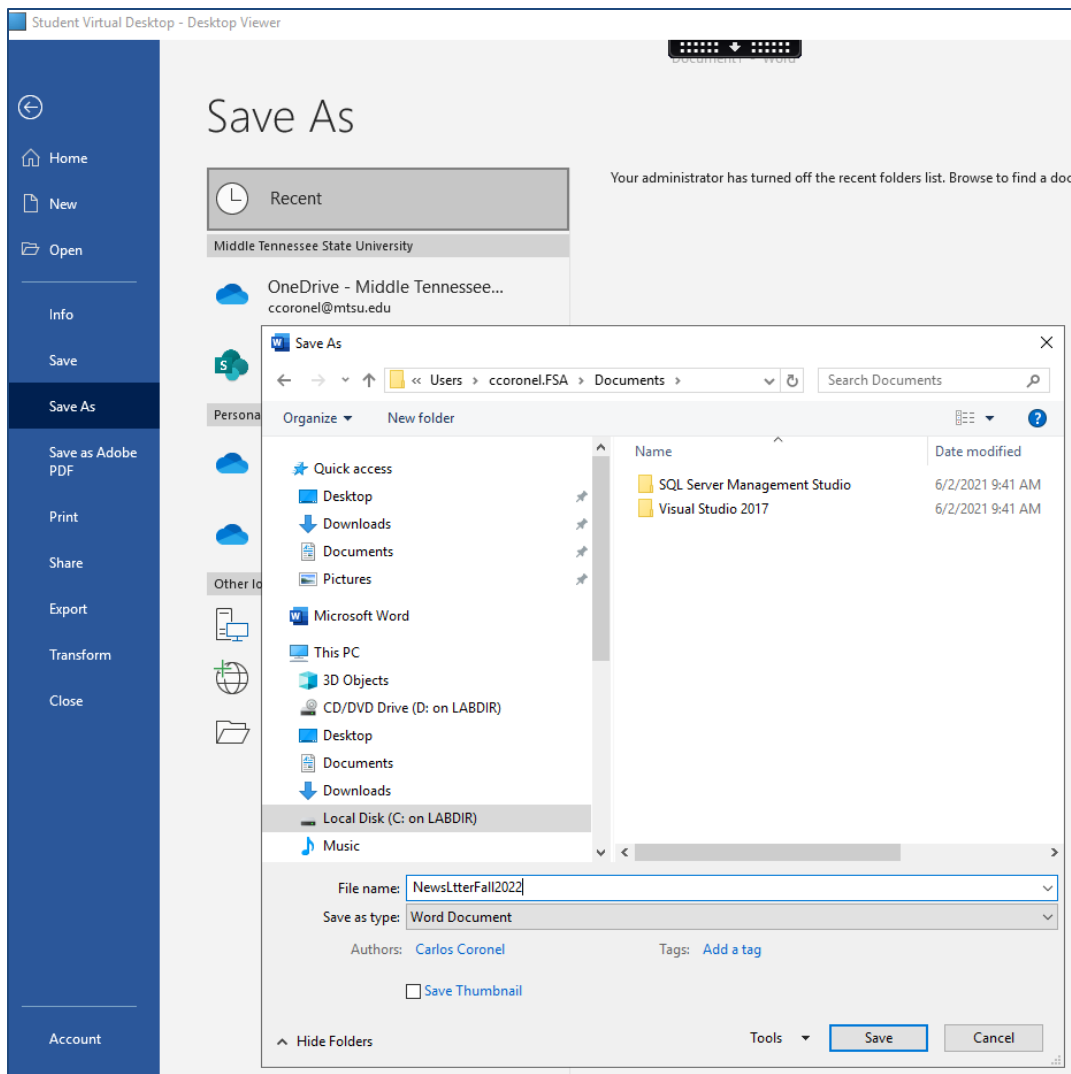 Student Virtual Desktop - Desktop Viewer
Document1 - Word
Save As
Home
New
Open
Info
Save
Save As
Save as Adobe
PDF
Print
Share
Export
Transform
Close
Account
Recent
Your administrator has turned off the recent folders list. Browse to find a doc
Middle Tennessee State University
OneDrive - Middle Tennessee...
ccoronel@mtsu.edu
S
Persona
Other lo
W Save As
« Users › ccoronel.FSA › Documents ›
Search Documents
Organize
New folder
?
Quick access
Desktop
Downloads
Documents
Pictures
W Microsoft Word
This PC
3D Objects
CD/DVD Drive (D: on LABDIR)
Desktop
Documents
Downloads
Local Disk (C: on LABDIR)
Music
Name Date modified
SQL Server Management Studio 6/2/2021 9:41 AM
Visual Studio 2017 6/2/2021 9:41 AM
File name: NewsLtterFall2022
Save as type: Word Document
Authors: Carlos Coronel Tags: Add a tag
Save Thumbnail
Hide Folders
Tools Save Cancel